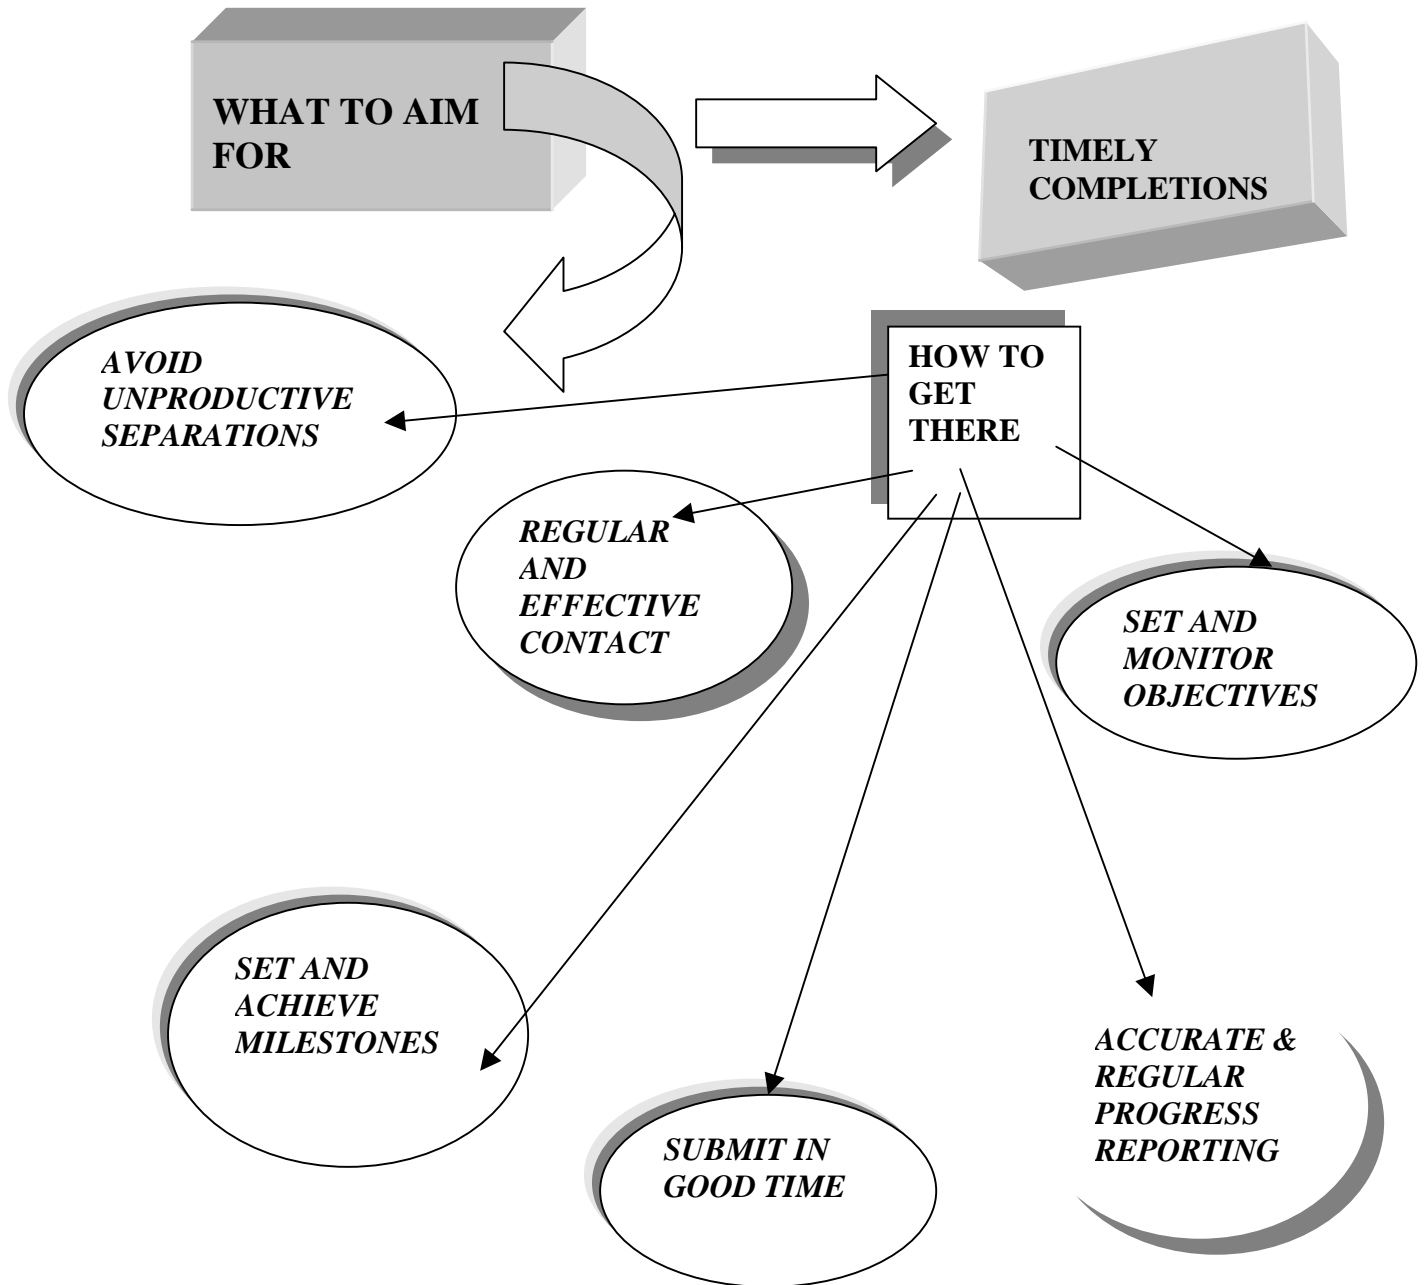 WHAT TO AIM
FOR
TIMELY
COMPLETIONS
AVOID
UNPRODUCTIVE
SEPARATIONS
HOW TO
GET
THERE
REGULAR
AND
EFFECTIVE
CONTACT
SET AND
MONITOR
OBJECTIVES
SET AND
ACHIEVE
MILESTONES
SUBMIT IN
GOOD TIME
ACCURATE &
REGULAR
PROGRESS
REPORTING